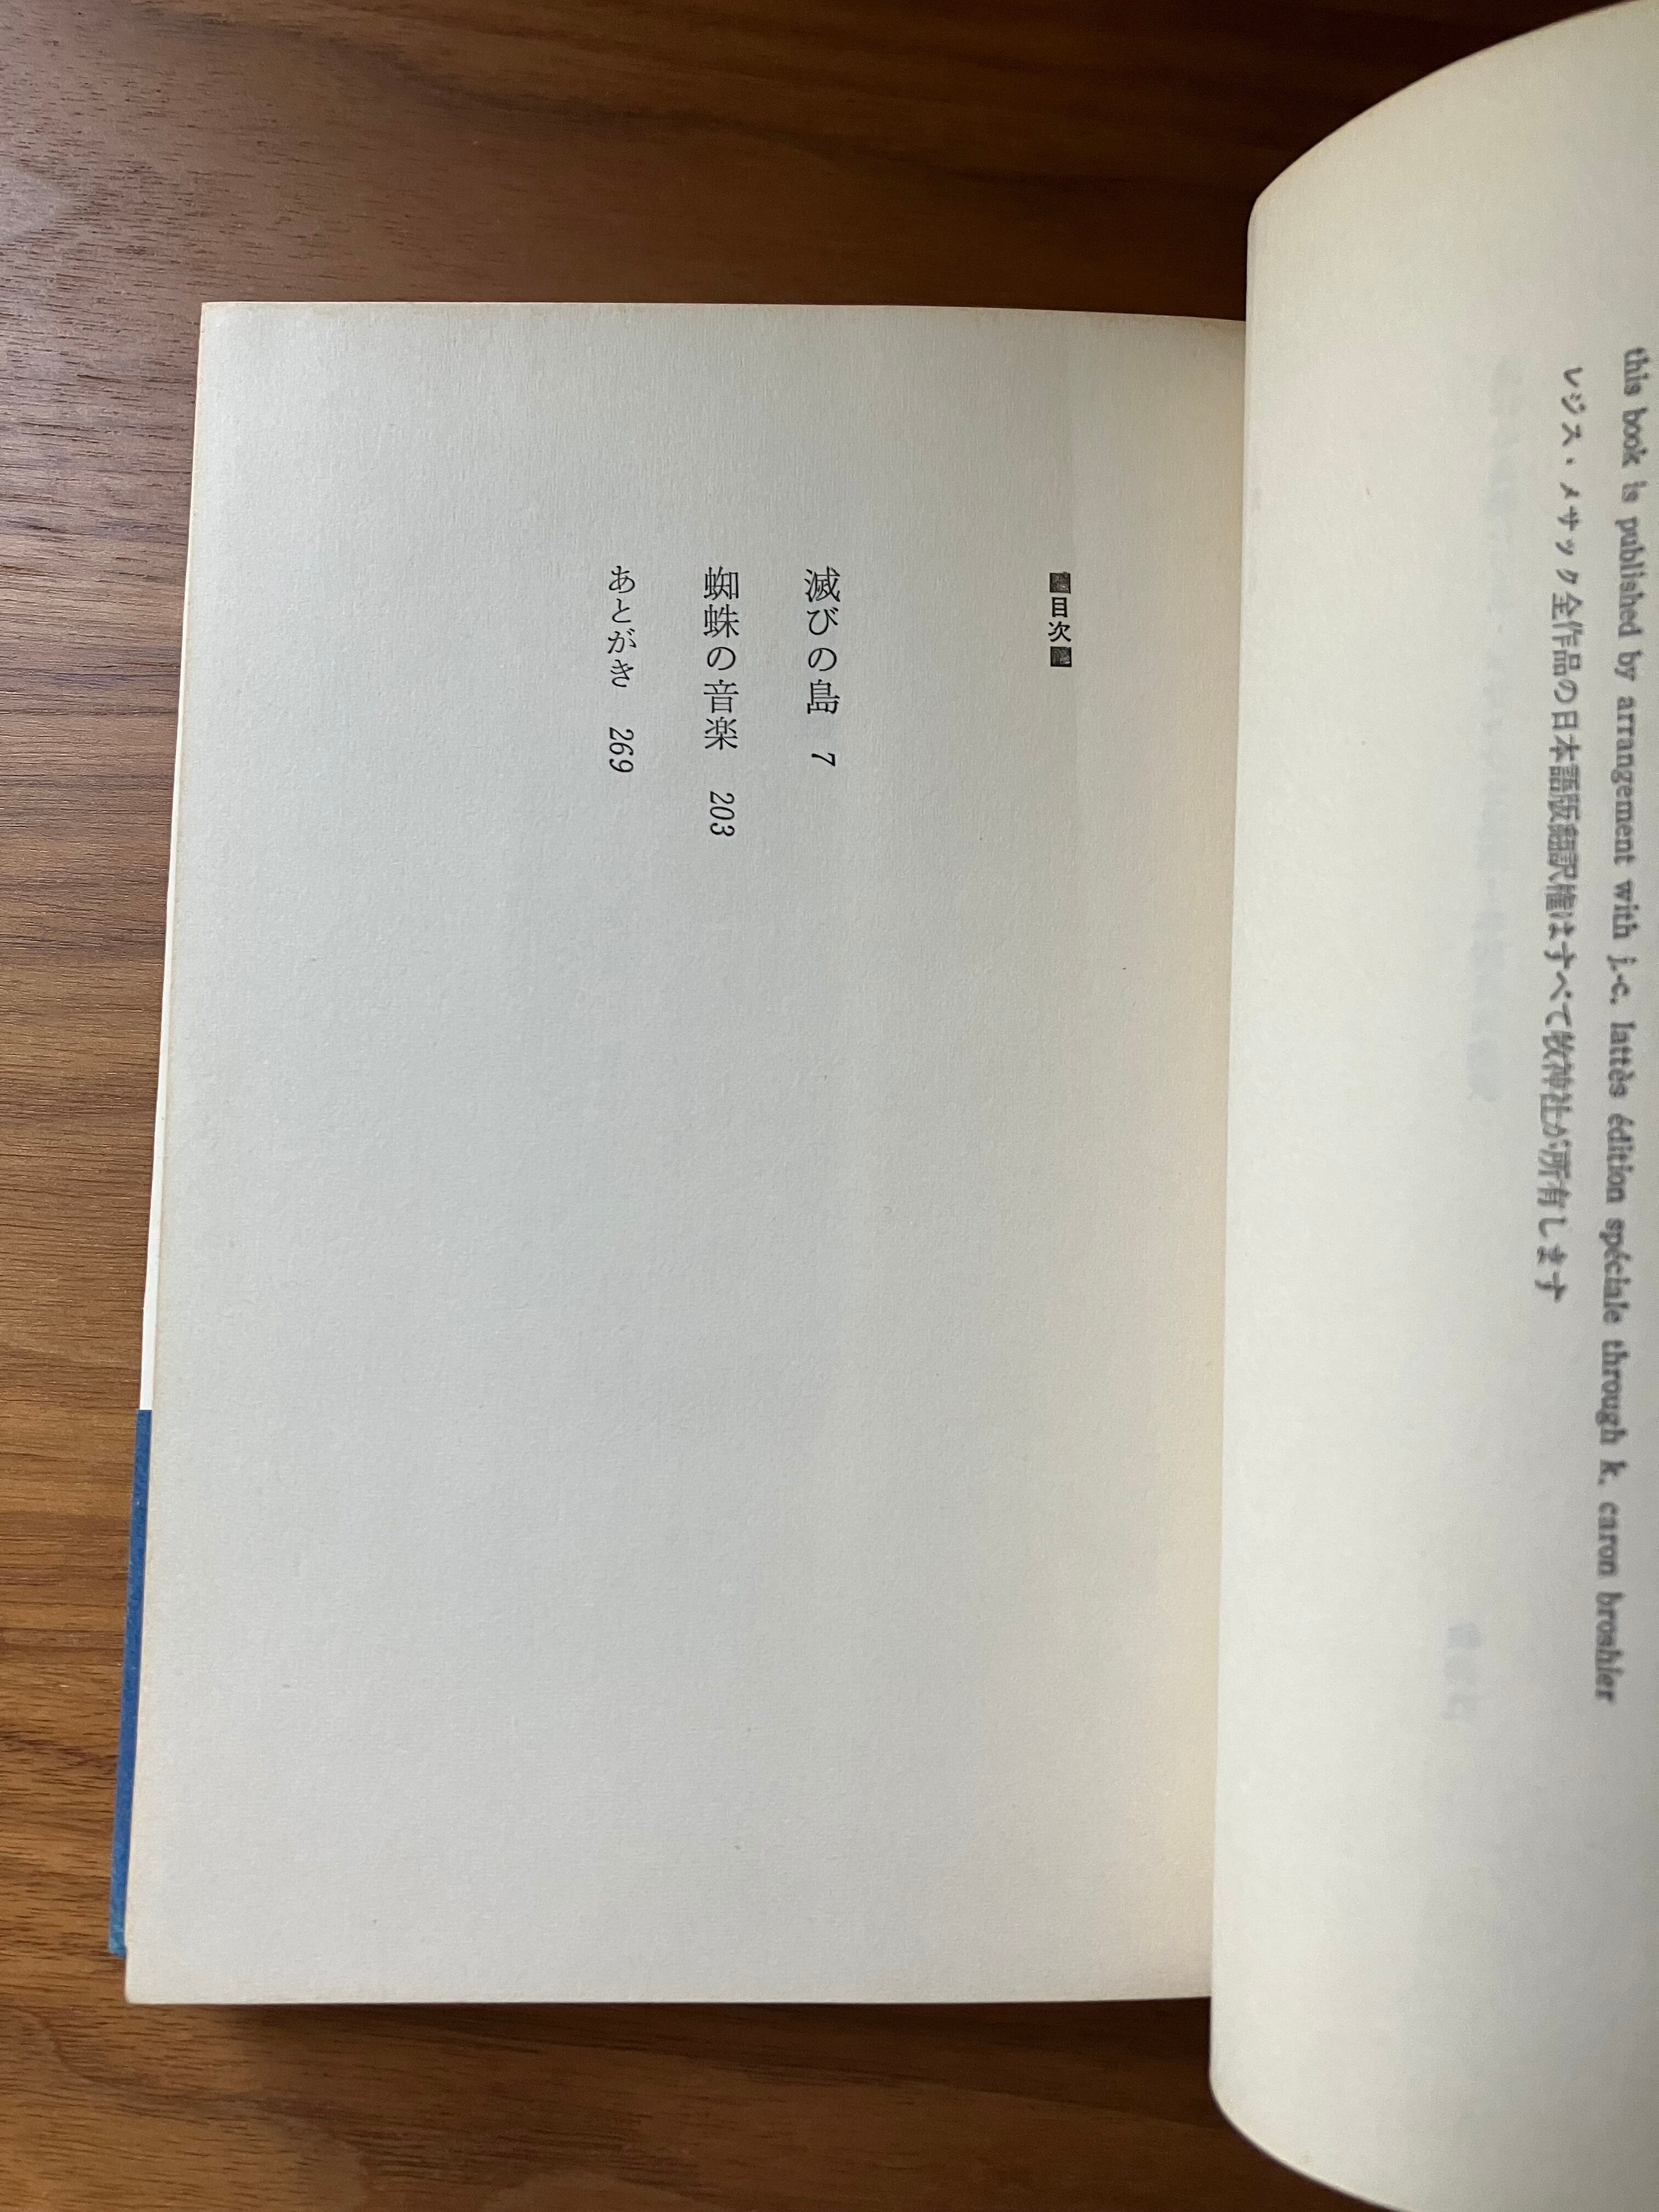 this book is published by arrangement with j.-c. lattès édition spéciale through k. caron broshier
レジス・メサック全作品の日本語版翻訳権はすべて牧神社が所有します
■目次■
滅びの島 7
蜘蛛の音楽 203
あとがき 269